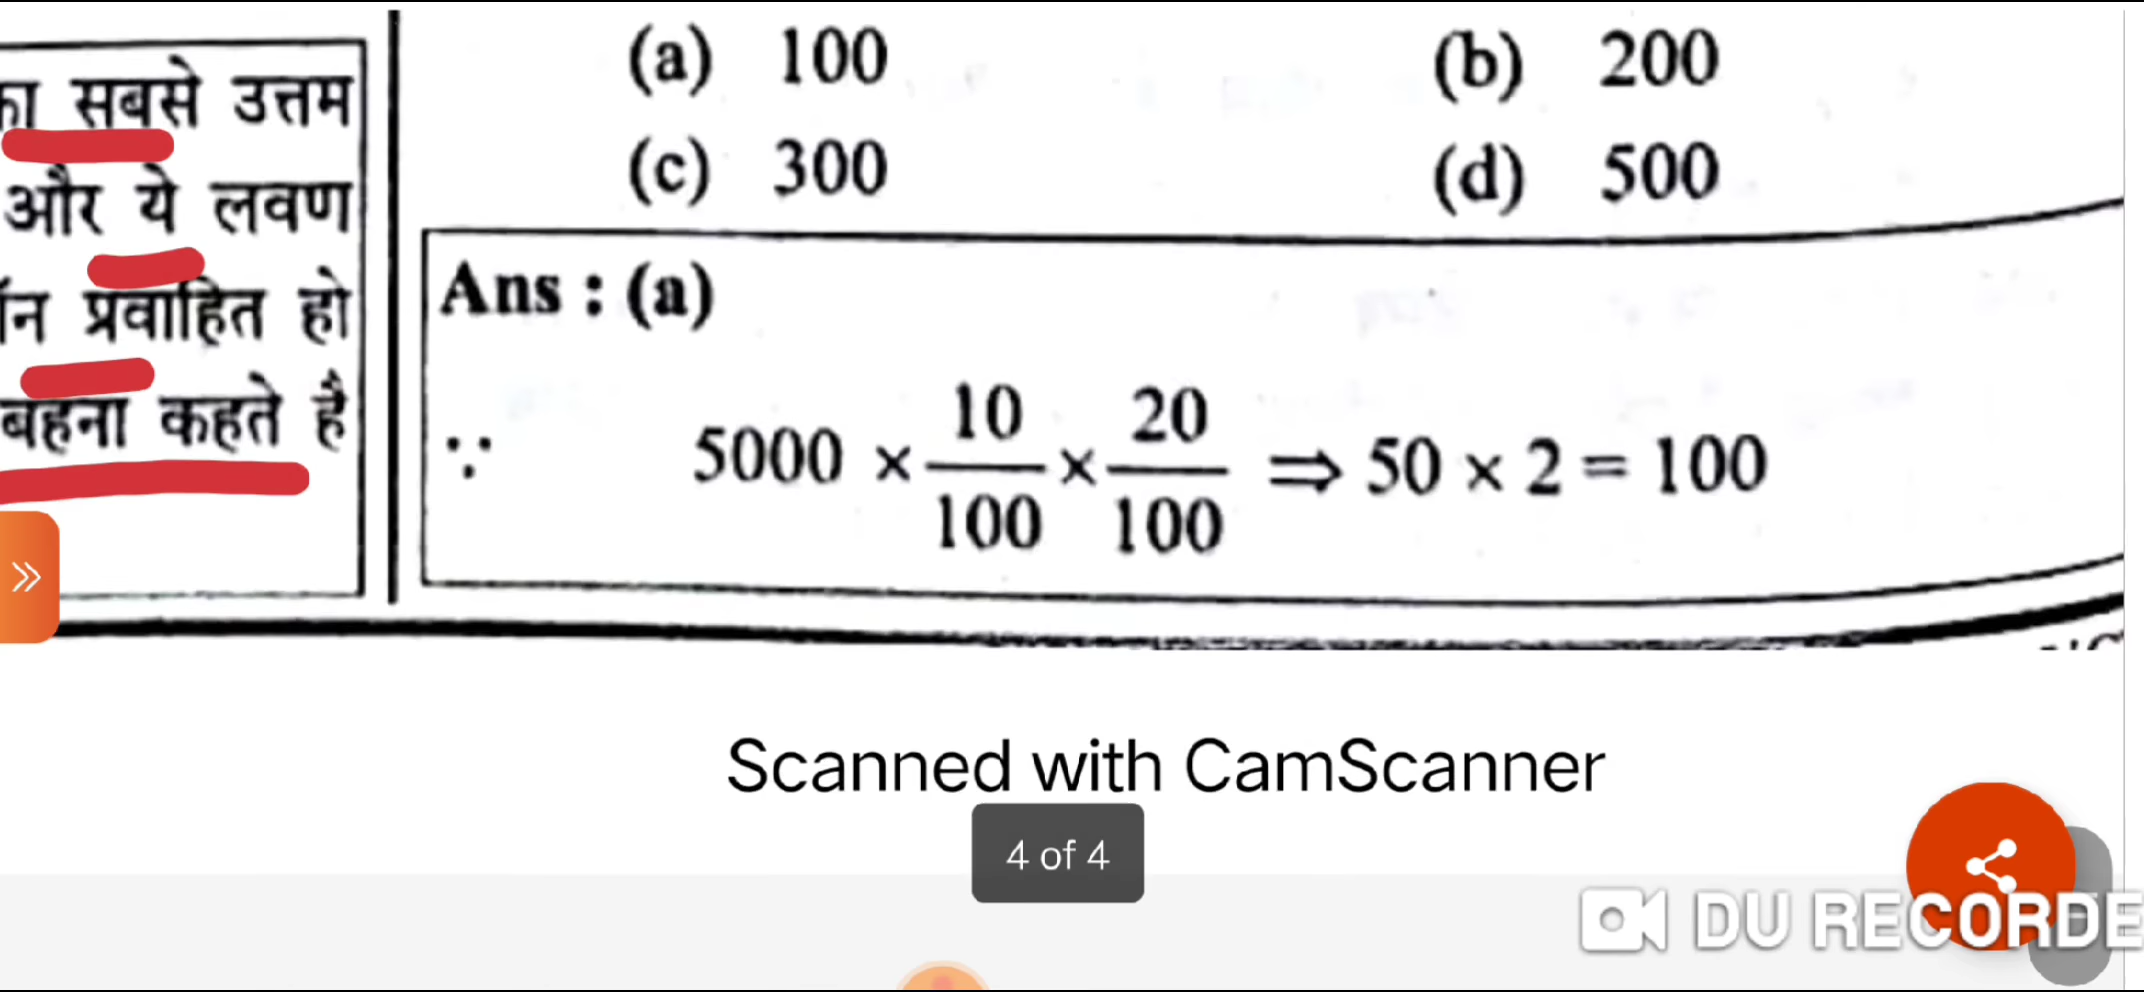 का सबसे उत्तम
और ये लवण
प्रवाहित हो
बहना कहते है
(a) 100 (b) 200
(c) 300 (d) 500
Ans : (a)
∵ 5000 × 10/100 × 20/100 ⇒ 50 × 2 = 100
Scanned with CamScanner
4 of 4
DU RECORDE